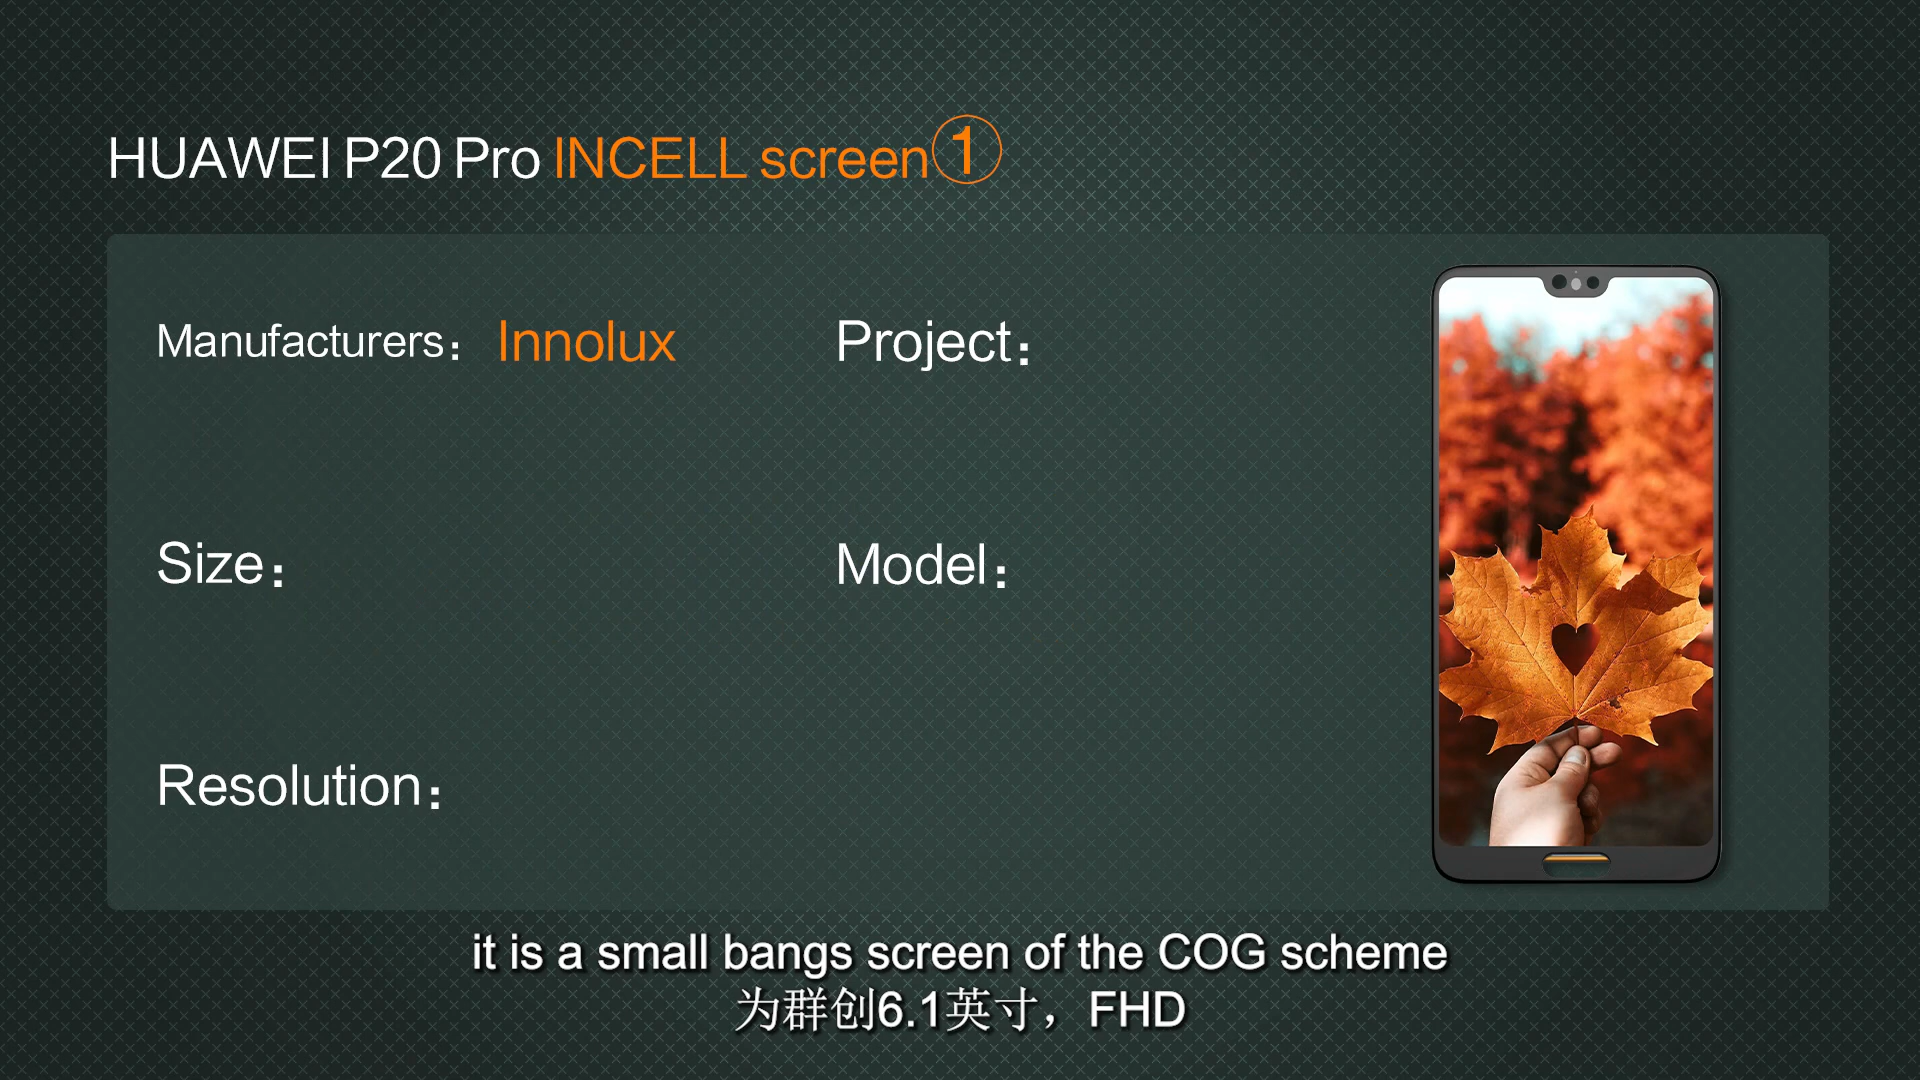 HUAWEI P20 Pro INCELL screen①
Manufacturers： Innolux
Project：
Size：
Model：
Resolution：
it is a small bangs screen of the COG scheme
为群创6.1英寸，FHD